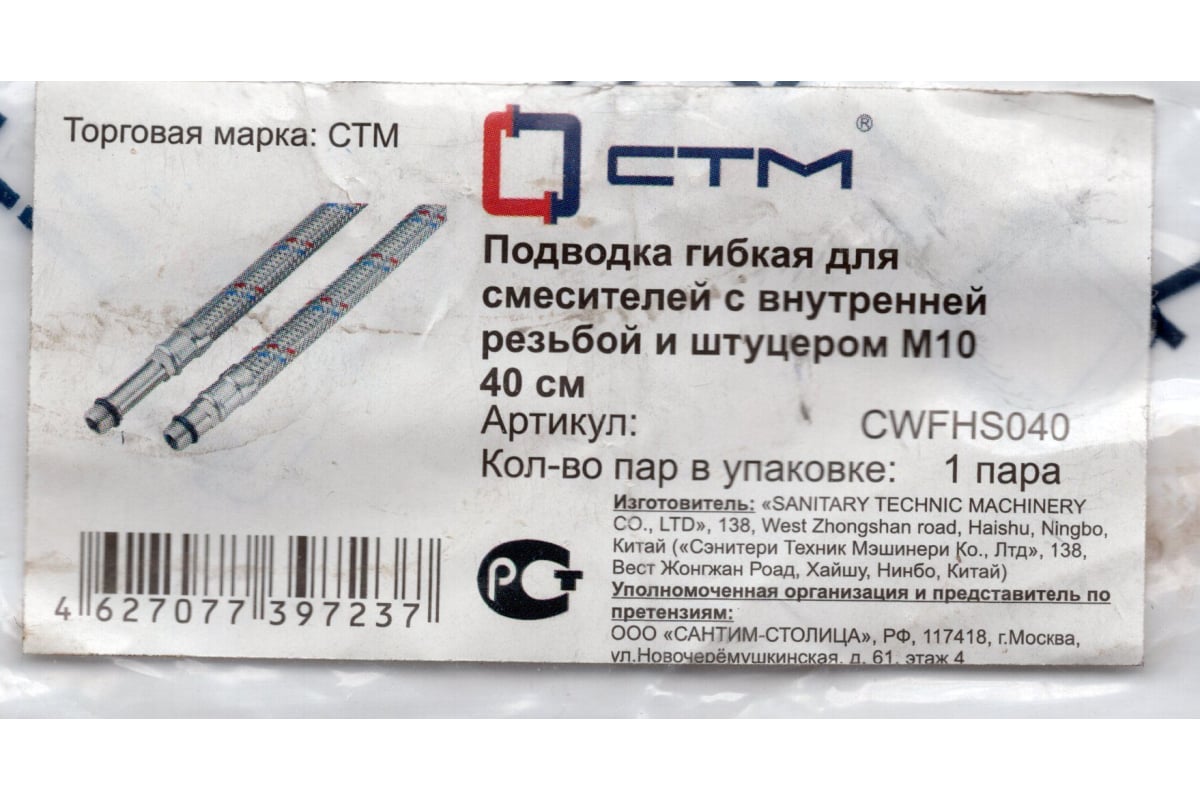 Торговая марка: СТМ
СТМ ®
Подводка гибкая для
смесителей с внутренней
резьбой и штуцером М10
40 см
Артикул: CWFHS040
Кол-во пар в упаковке: 1 пара
Изготовитель: «SANITARY TECHNIC MACHINERY
CO., LTD», 138, West Zhongshan road, Haishu, Ningbo,
Китай («Сэнитери Техник Мэшинери Ко., Лтд», 138,
Вест Жонгжан Роад, Хайшу, Нинбо, Китай)
Уполномоченная организация и представитель по
претензиям:
ООО «САНТИМ-СТОЛИЦА», РФ, 117418, г.Москва,
ул.Новочерёмушкинская, д. 61, этаж 4
РСТ
4 627077 397237